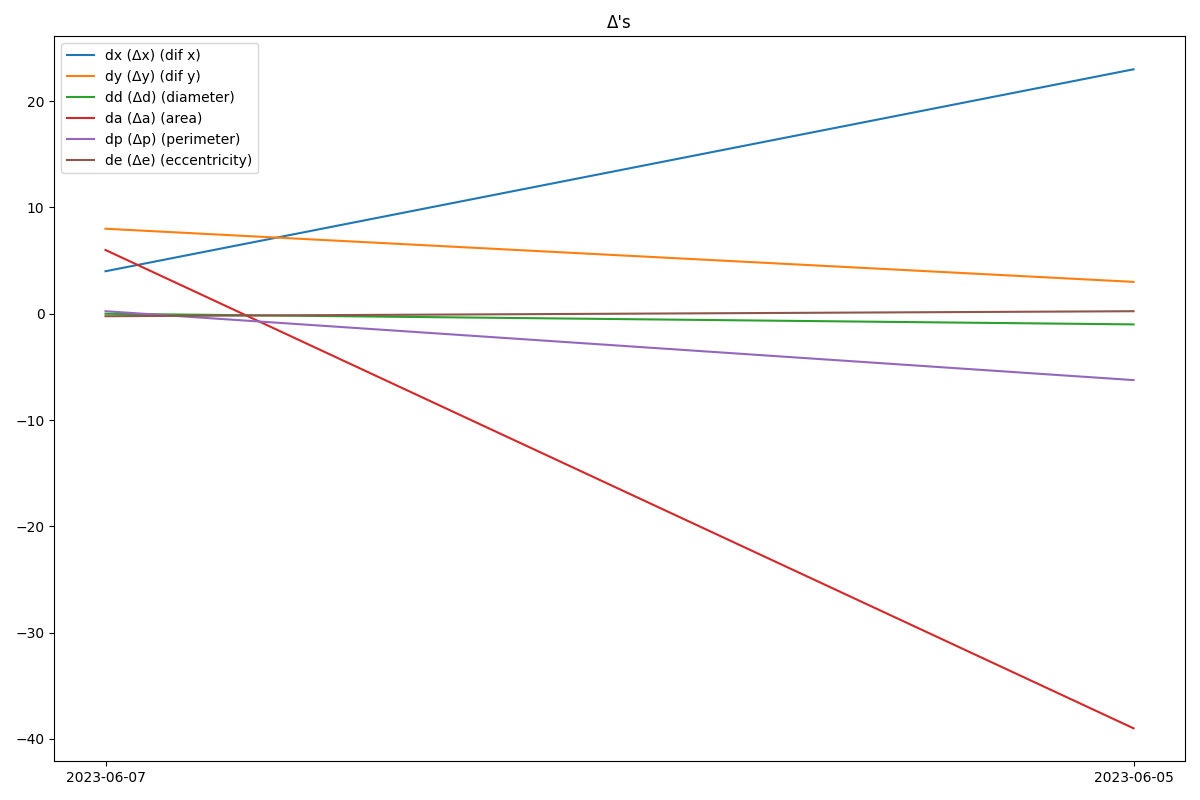 Δ's
dx (Δx) (dif x)
dy (Δy) (dif y)
dd (Δd) (diameter)
da (Δa) (area)
dp (Δp) (perimeter)
de (Δe) (eccentricity)
20
10
0
−10
−20
−30
−40
2023-06-07 2023-06-05